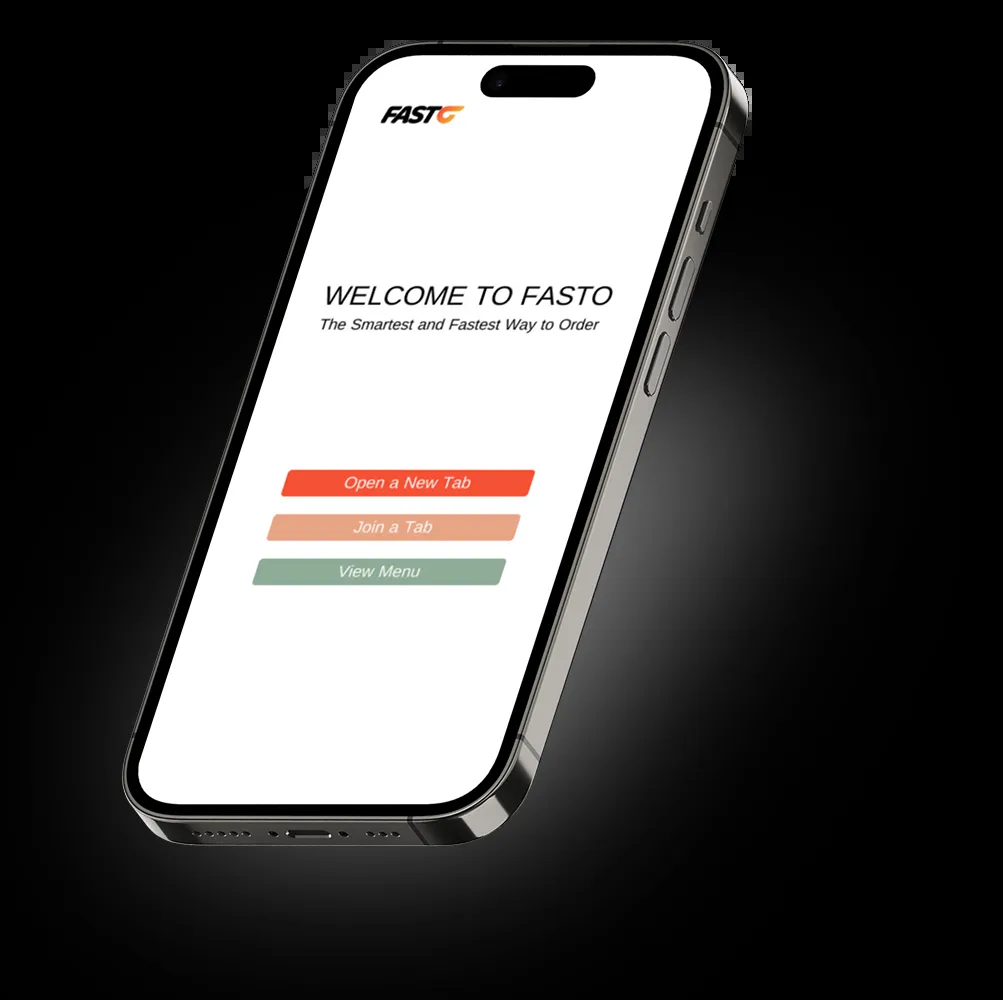 FASTO
WELCOME TO FASTO
The Smartest and Fastest Way to Order
Open a New Tab
Join a Tab
View Menu